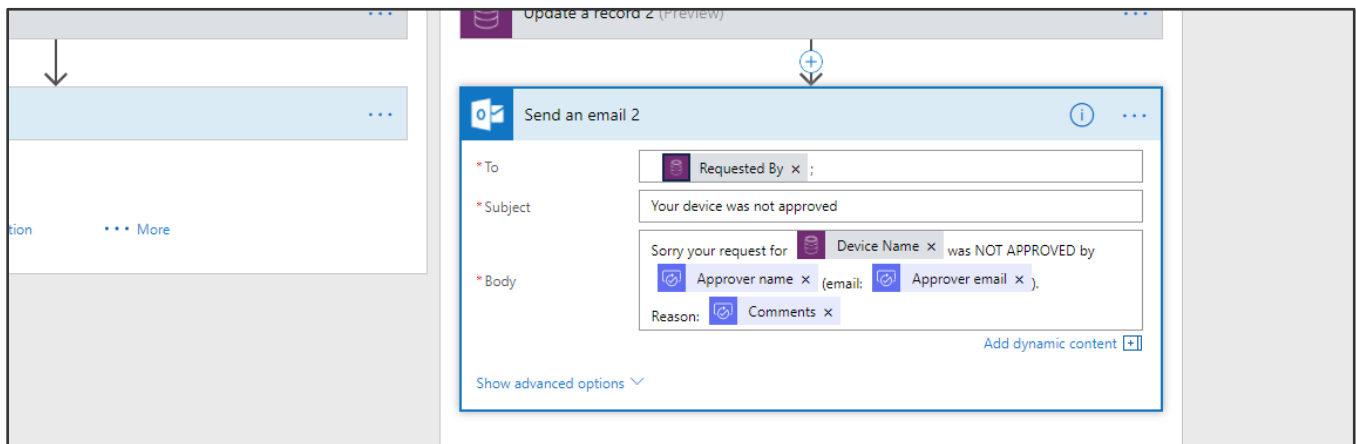 Update a record 2 (Preview)
Send an email 2
* To
Requested By × ;
* Subject
Your device was not approved
* Body
Sorry your request for Device Name × was NOT APPROVED by
Approver name × (email: Approver email × ).
Reason: Comments ×
Add dynamic content
Show advanced options
tion
More